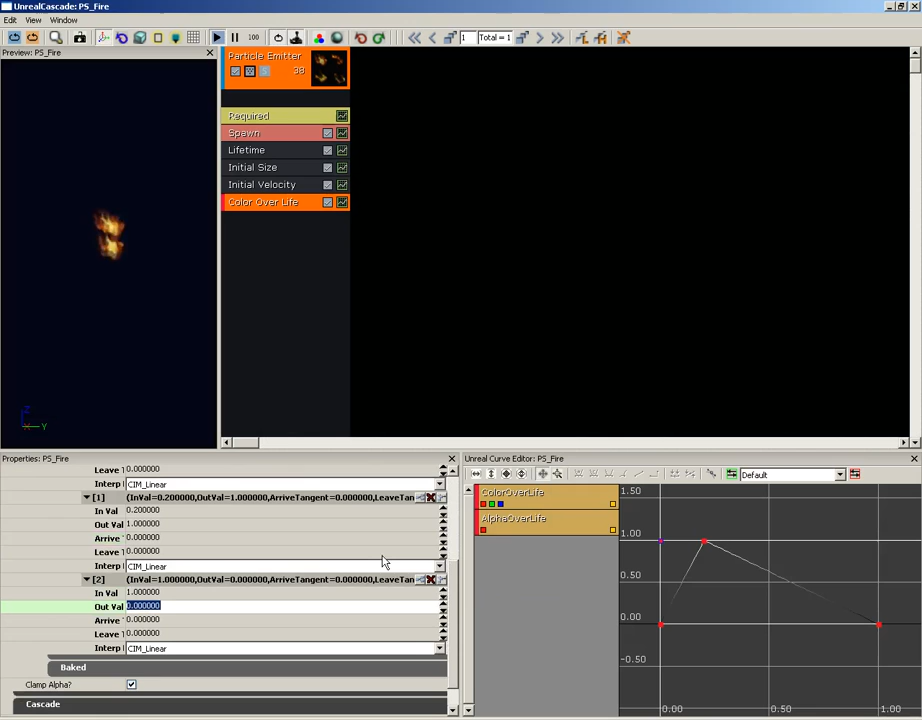 UnrealCascade: PS_Fire
Edit View Window
100 1 Total = 1
Preview: PS_Fire
Particle Emitter
38
Required
Spawn
Lifetime
Initial Size
Initial Velocity
Color Over Life
Z
X Y
Properties: PS_Fire
Leave 0.000000
Interp CIM_Linear
[1] (InVal=0.200000,OutVal=1.000000,ArriveTangent=0.000000,LeaveTan
In Val 0.200000
Out Val 1.000000
Arrive 0.000000
Leave 0.000000
Interp CIM_Linear
[2] (InVal=1.000000,OutVal=0.000000,ArriveTangent=0.000000,LeaveTan
In Val 1.000000
Out Val 0.000000
Arrive 0.000000
Leave 0.000000
Interp CIM_Linear
Baked
Clamp Alpha?
Cascade
Unreal Curve Editor: PS_Fire
Default
ColorOverLife
AlphaOverLife
1.50
1.00
0.50
0.00
-0.50
0.00 0.50 1.00